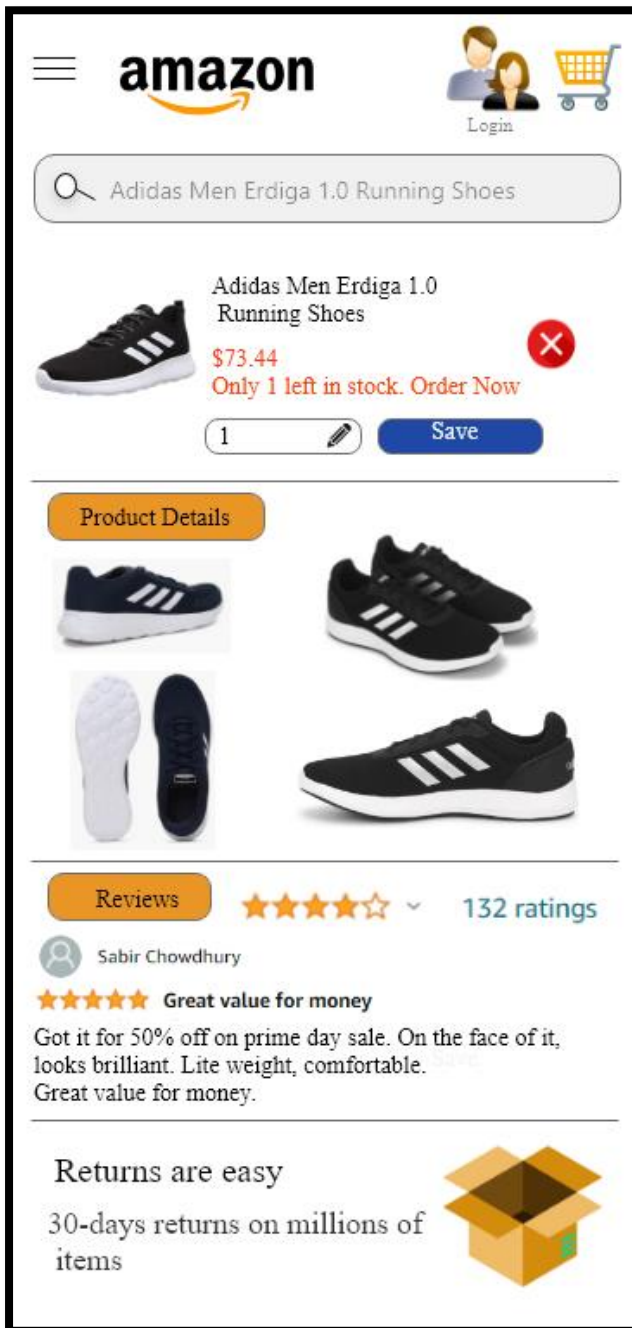 amazon
Login
Adidas Men Erdiga 1.0 Running Shoes
Adidas Men Erdiga 1.0
Running Shoes
$73.44
Only 1 left in stock. Order Now
1
Save
Product Details
Reviews
132 ratings
Sabir Chowdhury
Great value for money
Got it for 50% off on prime day sale. On the face of it,
looks brilliant. Lite weight, comfortable.
Save
Great value for money.
Returns are easy
30-days returns on millions of
items